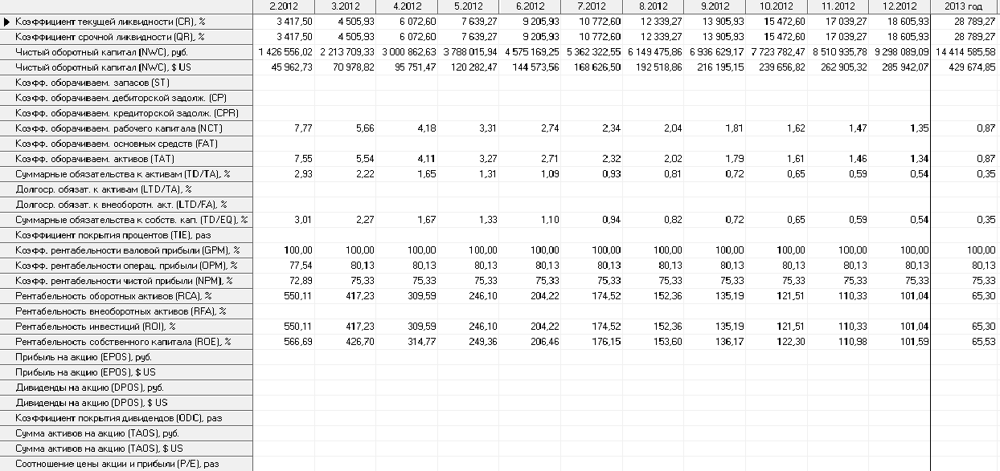 2.2012 3.2012 4.2012 5.2012 6.2012 7.2012 8.2012 9.2012 10.2012 11.2012 12.2012 2013 год
Коэффициент текущей ликвидности (CR), % 3 417,50 4 505,93 6 072,60 7 639,27 9 205,93 10 772,60 12 339,27 13 905,93 15 472,60 17 039,27 18 605,93 28 789,27
Коэффициент срочной ликвидности (QR), % 3 417,50 4 505,93 6 072,60 7 639,27 9 205,93 10 772,60 12 339,27 13 905,93 15 472,60 17 039,27 18 605,93 28 789,27
Чистый оборотный капитал (NWC), руб. 1 426 556,02 2 213 709,33 3 000 862,63 3 788 015,94 4 575 169,25 5 362 322,55 6 149 475,86 6 936 629,17 7 723 782,47 8 510 935,78 9 298 089,09 14 414 585,58
Чистый оборотный капитал (NWC), $ US 45 962,73 70 978,82 95 751,47 120 282,47 144 573,56 168 626,50 192 518,86 216 195,15 239 656,82 262 905,32 285 942,07 429 674,85
Коэфф. оборачиваем. запасов (ST)
Коэфф. оборачиваем. дебиторской задолж. (CP)
Коэфф. оборачиваем. кредиторской задолж. (CPR)
Коэфф. оборачиваем. рабочего капитала (NCT) 7,77 5,66 4,18 3,31 2,74 2,34 2,04 1,81 1,62 1,47 1,35 0,87
Коэфф. оборачиваем. основных средств (FAT)
Коэфф. оборачиваем. активов (TAT) 7,55 5,54 4,11 3,27 2,71 2,32 2,02 1,79 1,61 1,46 1,34 0,87
Суммарные обязательства к активам (TD/TA), % 2,93 2,22 1,65 1,31 1,09 0,93 0,81 0,72 0,65 0,59 0,54 0,35
Долгоср. обязат. к активам (LTD/TA), %
Долгоср. обязат. к внеоборотн. акт. (LTD/FA), %
Суммарные обязательства к собств. кап. (TD/EQ), % 3,01 2,27 1,67 1,33 1,10 0,94 0,82 0,72 0,65 0,59 0,54 0,35
Коэффициент покрытия процентов (TIE), раз
Коэфф. рентабельности валовой прибыли (GPM), % 100,00 100,00 100,00 100,00 100,00 100,00 100,00 100,00 100,00 100,00 100,00 100,00
Коэфф. рентабельности операц. прибыли (OPM), % 77,54 80,13 80,13 80,13 80,13 80,13 80,13 80,13 80,13 80,13 80,13 80,13
Коэфф. рентабельности чистой прибыли (NPM), % 72,89 75,33 75,33 75,33 75,33 75,33 75,33 75,33 75,33 75,33 75,33 75,33
Рентабельность оборотных активов (RCA), % 550,11 417,23 309,59 246,10 204,22 174,52 152,36 135,19 121,51 110,33 101,04 65,30
Рентабельность внеоборотных активов (RFA), %
Рентабельность инвестиций (ROI), % 550,11 417,23 309,59 246,10 204,22 174,52 152,36 135,19 121,51 110,33 101,04 65,30
Рентабельность собственного капитала (ROE), % 566,69 426,70 314,77 249,36 206,46 176,15 153,60 136,17 122,30 110,98 101,59 65,53
Прибыль на акцию (EPOS), руб.
Прибыль на акцию (EPOS), $ US
Дивиденды на акцию (DPOS), руб.
Дивиденды на акцию (DPOS), $ US
Коэффициент покрытия дивидендов (ODC), раз
Сумма активов на акцию (TAOS), руб.
Сумма активов на акцию (TAOS), $ US
Соотношение цены акции и прибыли (P/E), раз